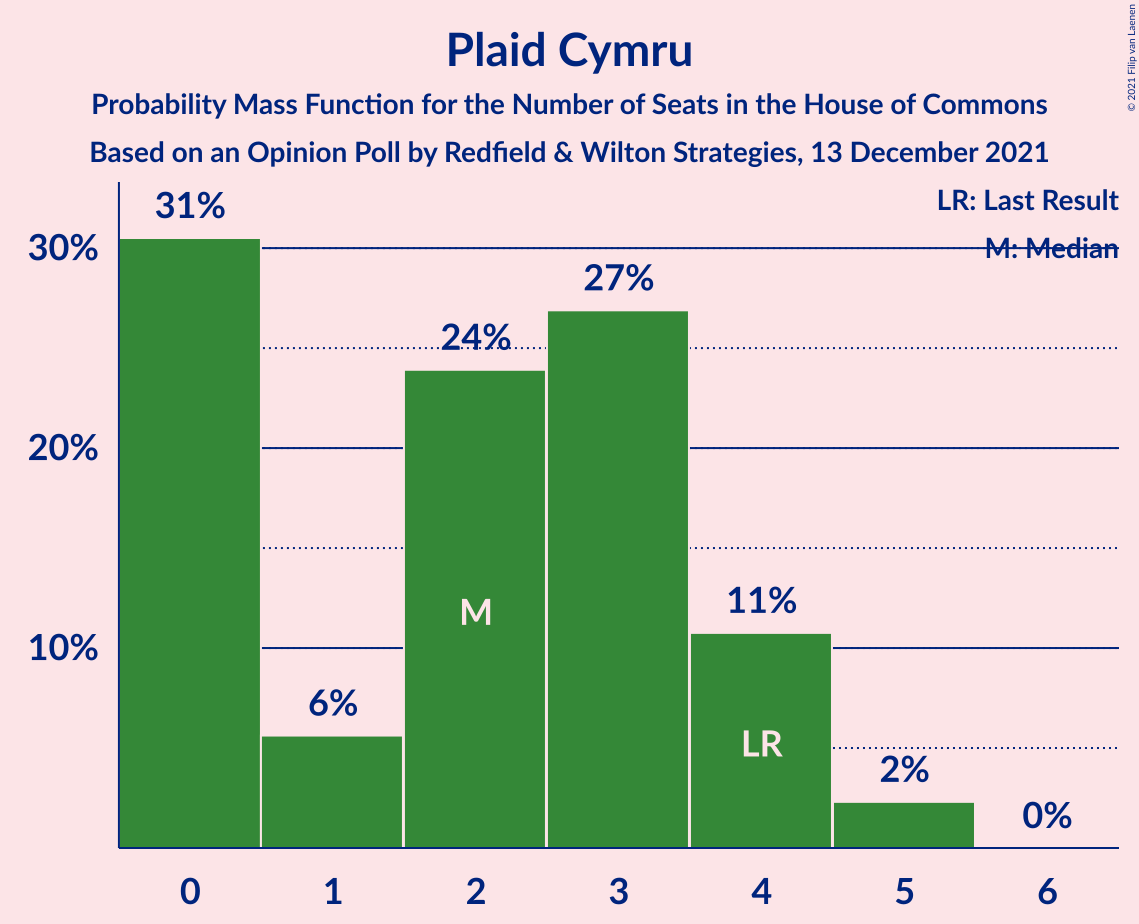 Plaid Cymru
Probability Mass Function for the Number of Seats in the House of Commons
Based on an Opinion Poll by Redfield & Wilton Strategies, 13 December 2021
© 2021 Filip van Laenen
LR: Last Result
M: Median
31%
30%
27%
24%
20%
M
11%
10%
6%
LR
2%
0%
0 1 2 3 4 5 6